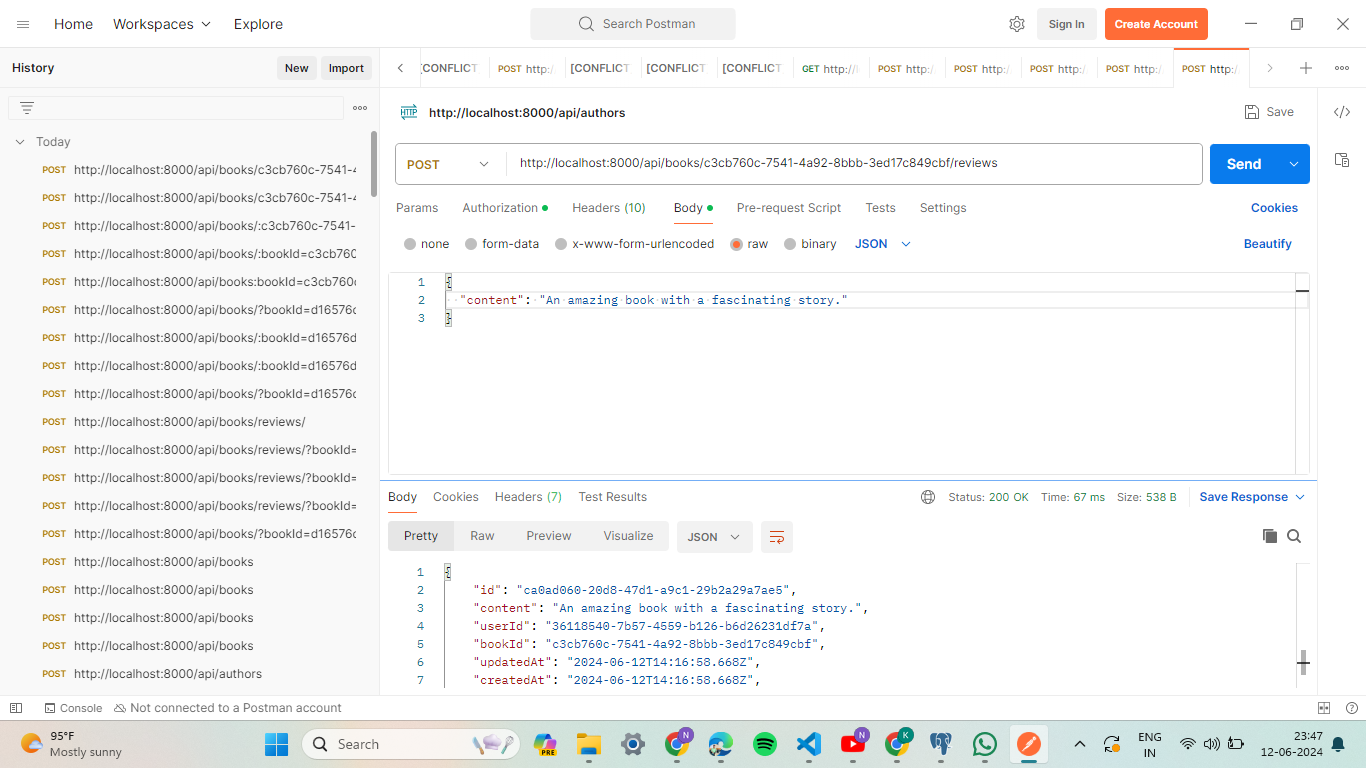 Home Workspaces Explore Search Postman Sign In Create Account
History New Import
[CONFLICT POST http:/ [CONFLICT [CONFLICT [CONFLICT GET http://l POST http:/ POST http:/ POST http:/ POST http:/ POST http:/
HTTP http://localhost:8000/api/authors Save
Today
POST http://localhost:8000/api/books/c3cb760c-7541-4
POST http://localhost:8000/api/books/c3cb760c-7541-4
POST http://localhost:8000/api/books/:c3cb760c-7541-
POST http://localhost:8000/api/books/:bookId=c3cb760
POST http://localhost:8000/api/books:bookId=c3cb760c
POST http://localhost:8000/api/books/?bookId=d16576c
POST http://localhost:8000/api/books/:bookId=d16576d
POST http://localhost:8000/api/books/:bookId=d16576d
POST http://localhost:8000/api/books/?bookId=d16576c
POST http://localhost:8000/api/books/reviews/
POST http://localhost:8000/api/books/reviews/?bookId=
POST http://localhost:8000/api/books/reviews/?bookId=
POST http://localhost:8000/api/books/reviews/?bookId=
POST http://localhost:8000/api/books/?bookId=d16576c
POST http://localhost:8000/api/books
POST http://localhost:8000/api/books
POST http://localhost:8000/api/books
POST http://localhost:8000/api/books
POST http://localhost:8000/api/authors
POST http://localhost:8000/api/books/c3cb760c-7541-4a92-8bbb-3ed17c849cbf/reviews Send
Params Authorization Headers (10) Body Pre-request Script Tests Settings Cookies
none form-data x-www-form-urlencoded raw binary JSON Beautify
1 {
2 "content": "An amazing book with a fascinating story."
3 }
Body Cookies Headers (7) Test Results Status: 200 OK Time: 67 ms Size: 538 B Save Response
Pretty Raw Preview Visualize JSON
1 {
2 "id": "ca0ad060-20d8-47d1-a9c1-29b2a29a7ae5",
3 "content": "An amazing book with a fascinating story.",
4 "userId": "36118540-7b57-4559-b126-b6d26231df7a",
5 "bookId": "c3cb760c-7541-4a92-8bbb-3ed17c849cbf",
6 "updatedAt": "2024-06-12T14:16:58.668Z",
7 "createdAt": "2024-06-12T14:16:58.668Z",
Console Not connected to a Postman account
95°F
Mostly sunny
Search
PRE
N
N
K
ENG
IN
23:47
12-06-2024